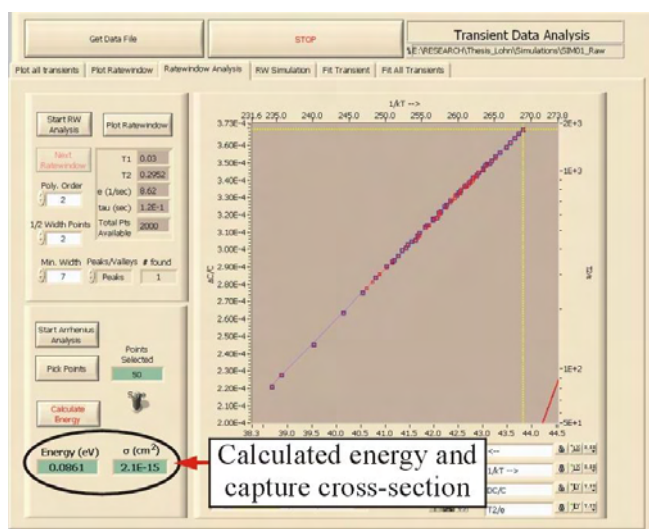 Get Data File
STOP
Transient Data Analysis
E:\RESEARCH\Thesis_Lohn\Simulations\SIM01_Raw
Plot all transients Plot Ratewindow Ratewindow Analysis RW Simulation Fit Transient Fit All Transients
Start RW Analysis
Plot Ratewindow
Next Ratewindow
T1 0.03
T2 0.2952
Poly. Order
2
e (1/sec) 8.62
tau (sec) 1.2E-1
1/2 Width Points
2
Total Pts Available 2000
Min. Width Peaks/Valleys # found
7 Peaks 1
Start Arrhenius Analysis
Pick Points
Points Selected
50
Calculate Energy
Energy (eV) σ (cm²)
0.0861 2.1E-15
Calculated energy and
capture cross-section
1/kT -->
231.6 235.0 240.0 245.0 250.0 255.0 260.0 265.0 270.0 273.0
3.73E-4
3.60E-4
3.50E-4
3.40E-4
3.30E-4
3.20E-4
3.10E-4
3.00E-4
2.90E-4
2.80E-4
2.70E-4
2.60E-4
2.50E-4
2.40E-4
2.30E-4
2.20E-4
2.10E-4
2.00E-4
ΔC/C
-2E+3
-1E+3
-1E+2
-5E+1
T2/e
38.3 39.0 39.5 40.0 40.5 41.0 41.5 42.0 42.5 43.0 43.5 44.0 44.5
<--
1/kT -->
DC/C
T2/e